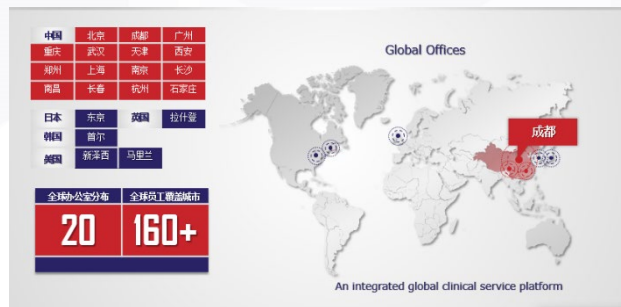 中国 北京 成都 广州
重庆 武汉 天津 西安
郑州 上海 南京 长沙
南昌 长春 杭州 石家庄
日本 东京 英国 拉什登
韩国 首尔
美国 新泽西 马里兰
全球办公室分布 全球员工覆盖城市
20 160+
Global Offices
成都
An integrated global clinical service platform